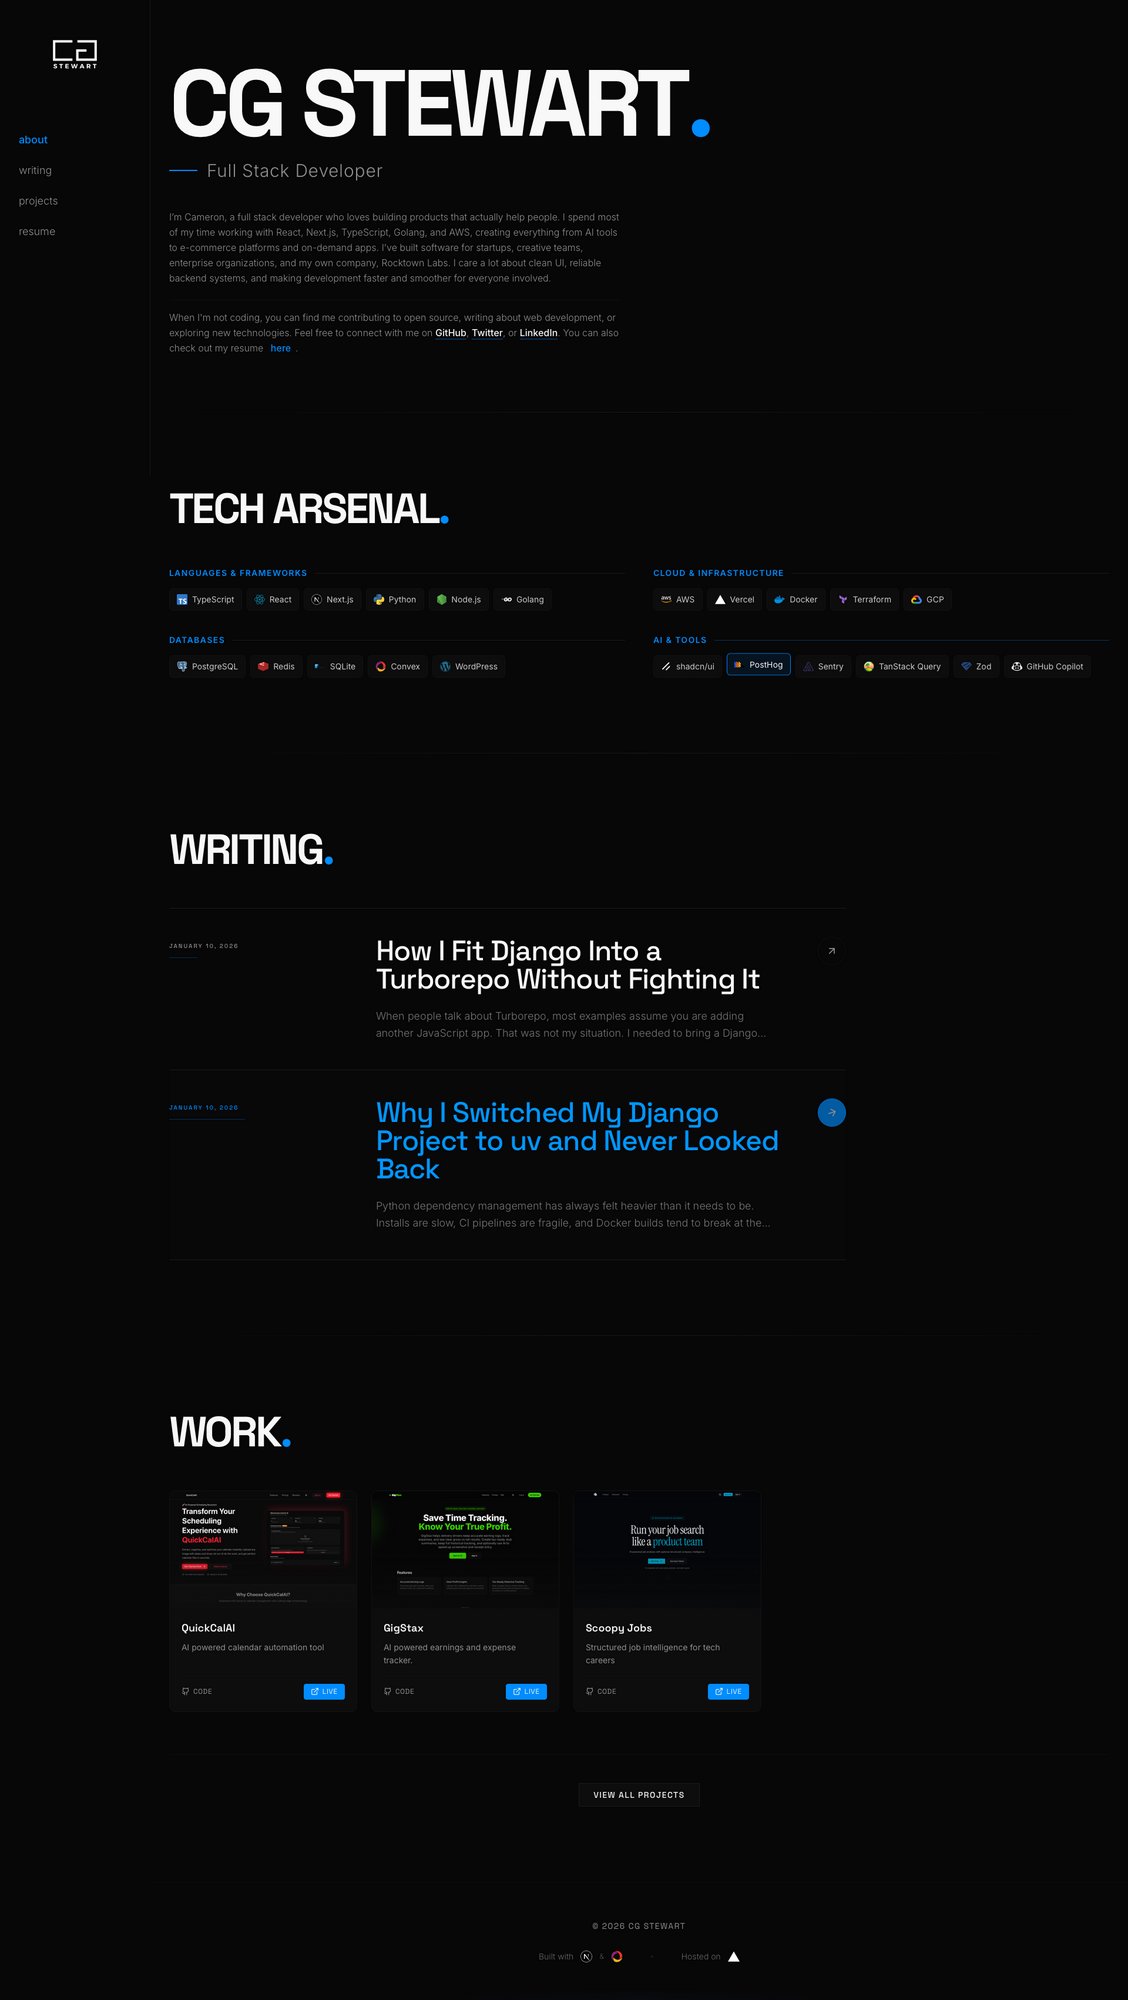 STEWART
about
writing
projects
resume
CG STEWART.
Full Stack Developer
I'm Cameron, a full stack developer who loves building products that actually help people. I spend most
of my time working with React, Next.js, TypeScript, Golang, and AWS, creating everything from AI tools
to e-commerce platforms and on-demand apps. I've built software for startups, creative teams,
enterprise organizations, and my own company, Rocktown Labs. I care a lot about clean UI, reliable
backend systems, and making development faster and smoother for everyone involved.
When I'm not coding, you can find me contributing to open source, writing about web development, or
exploring new technologies. Feel free to connect with me on GitHub, Twitter, or LinkedIn. You can also
check out my resume here .
TECH ARSENAL.
LANGUAGES & FRAMEWORKS
TypeScript React Next.js Python Node.js Golang
CLOUD & INFRASTRUCTURE
AWS Vercel Docker Terraform GCP
DATABASES
PostgreSQL Redis SQLite Convex WordPress
AI & TOOLS
shadcn/ui PostHog Sentry TanStack Query Zod GitHub Copilot
WRITING.
JANUARY 10, 2026
How I Fit Django Into a
Turborepo Without Fighting It
When people talk about Turborepo, most examples assume you are adding
another JavaScript app. That was not my situation. I needed to bring a Django...
JANUARY 10, 2026
Why I Switched My Django
Project to uv and Never Looked
Back
Python dependency management has always felt heavier than it needs to be.
Installs are slow, CI pipelines are fragile, and Docker builds tend to break at the...
WORK.
Transform Your
Scheduling
Experience with
QuickCalAI
Why Choose QuickCalAI?
QuickCalAI
AI powered calendar automation tool
CODE LIVE
Save Time Tracking.
Know Your True Profit.
Features
GigStax
AI powered earnings and expense
tracker.
CODE LIVE
Run your job search
like a product team
Scoopy Jobs
Structured job intelligence for tech
careers
CODE LIVE
VIEW ALL PROJECTS
© 2026 CG STEWART
Built with & Hosted on